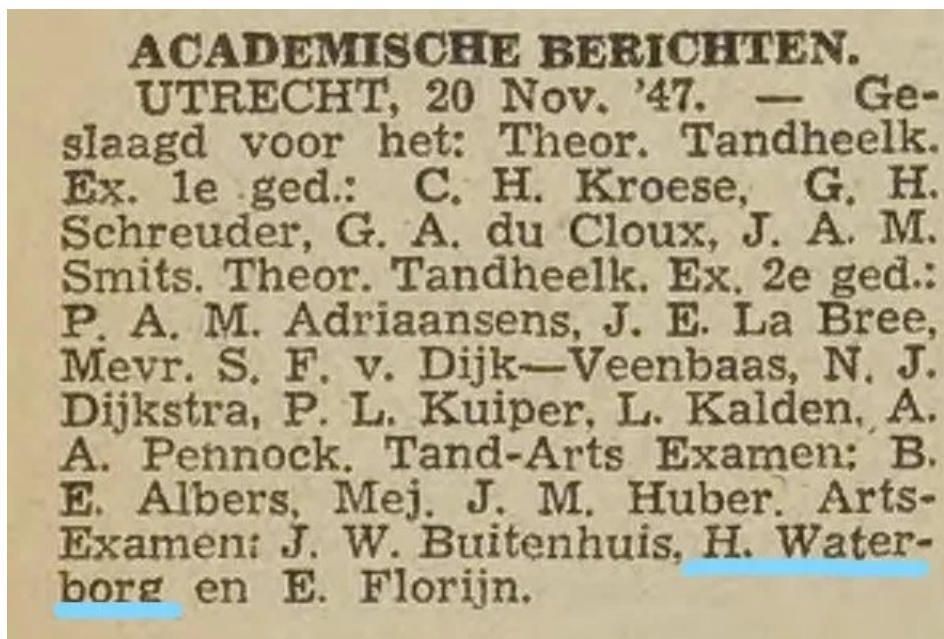 ACADEMISCHE BERICHTEN.
UTRECHT, 20 Nov. '47. — Ge-
slaagd voor het: Theor. Tandheelk.
Ex. 1e ged.: C. H. Kroese, G. H.
Schreuder, G. A. du Cloux, J. A. M.
Smits. Theor. Tandheelk. Ex. 2e ged.:
P. A. M. Adriaansens, J. E. La Bree,
Mevr. S. F. v. Dijk—Veenbaas, N. J.
Dijkstra, P. L. Kuiper, L. Kalden, A.
A. Pennock. Tand-Arts Examen: B.
E. Albers, Mej. J. M. Huber. Arts-
Examen: J. W. Buitenhuis, H. Water-
borg en E. Florijn.